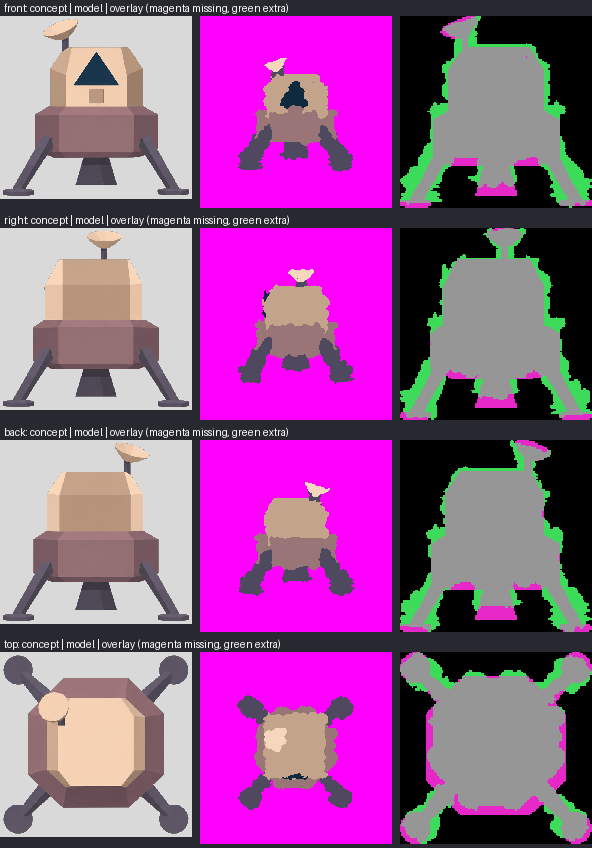 front: concept | model | overlay (magenta missing, green extra)
right: concept | model | overlay (magenta missing, green extra)
back: concept | model | overlay (magenta missing, green extra)
top: concept | model | overlay (magenta missing, green extra)